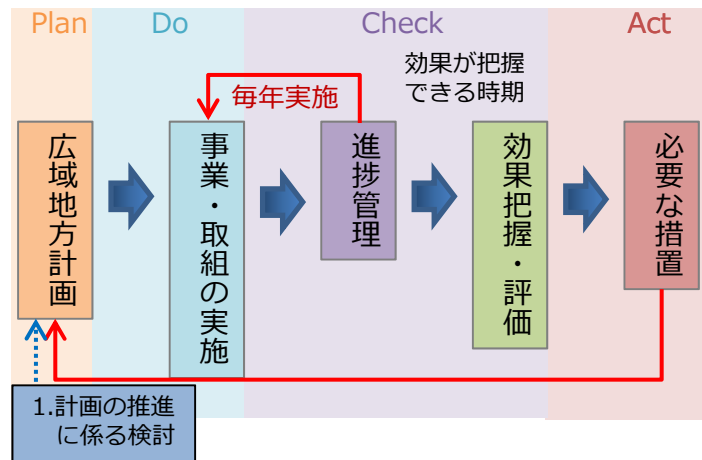 Plan
Do
Check
Act
効果が把握
できる時期
毎年実施
広域地方計画
事業・取組の実施
進捗管理
効果把握・評価
必要な措置
1.計画の推進
に係る検討